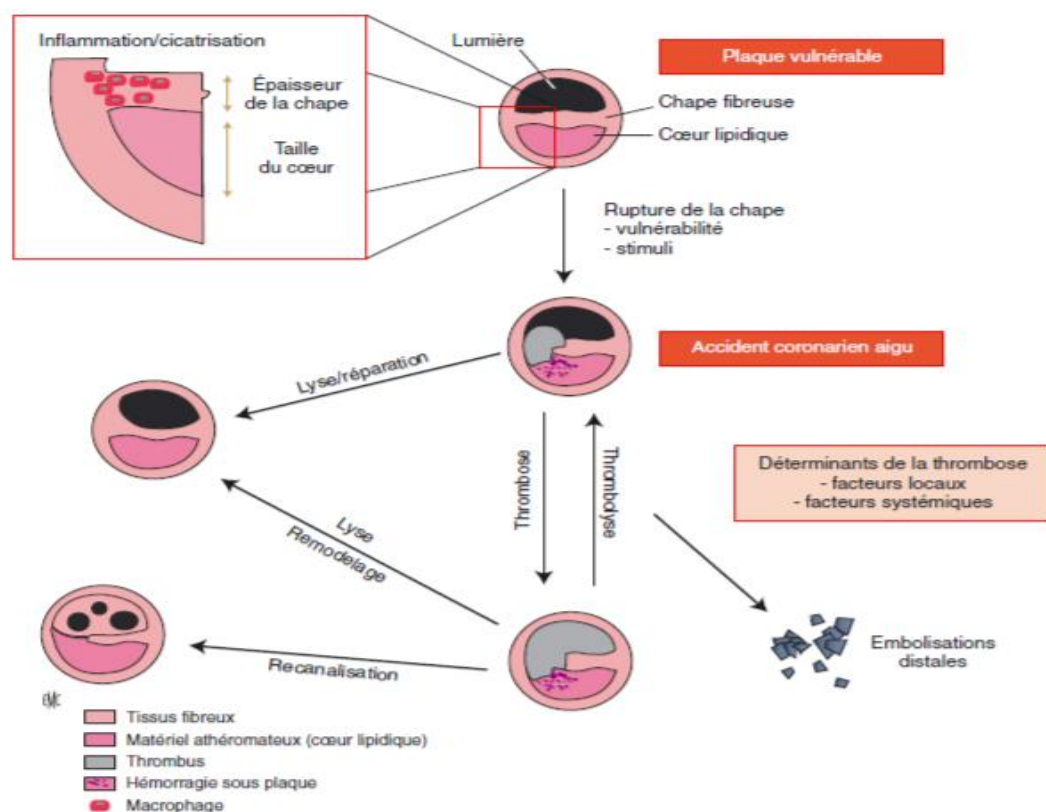 Inflammation/cicatrisation
Épaisseur
de la chape
Taille
du cœur
Lumière
Plaque vulnérable
Chape fibreuse
Cœur lipidique
Rupture de la chape
- vulnérabilité
- stimuli
Accident coronarien aigu
Lyse/réparation
Thrombose
Thrombolyse
Déterminants de la thrombose
- facteurs locaux
- facteurs systémiques
Lyse
Remodelage
Recanalisation
Embolisations
distales
EMC
Tissus fibreux
Matériel athéromateux (cœur lipidique)
Thrombus
Hémorragie sous plaque
Macrophage